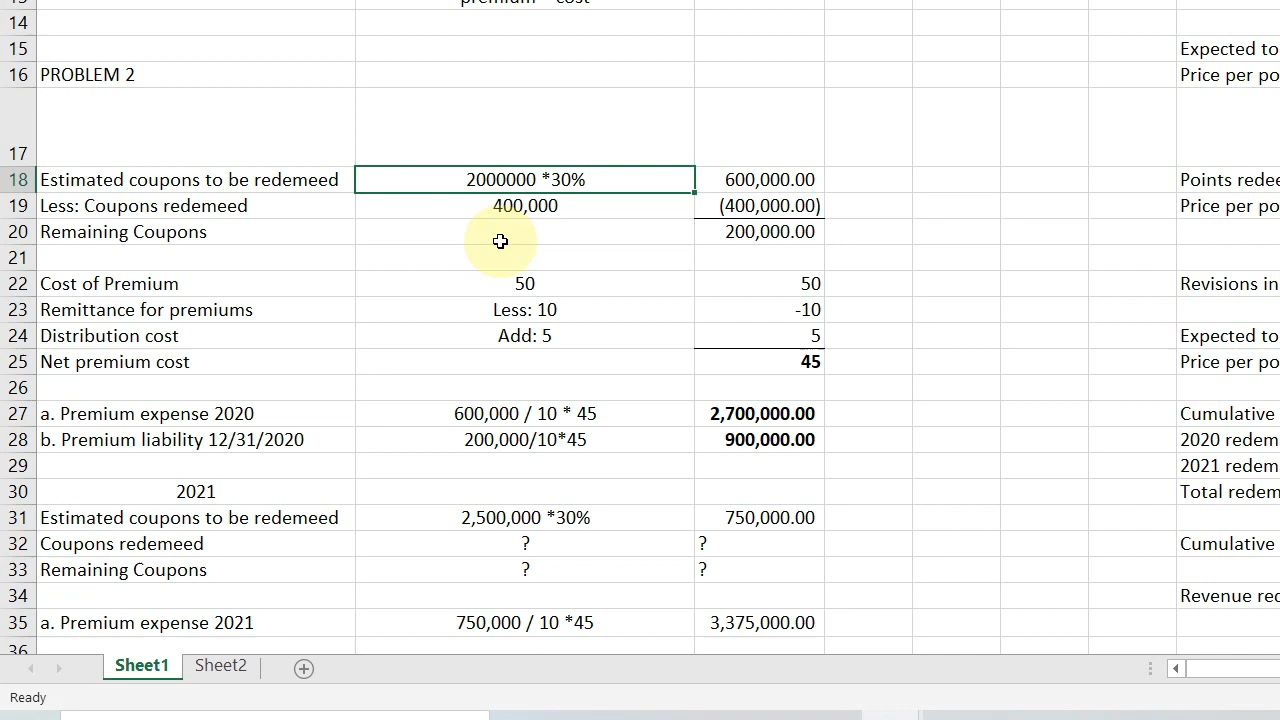 premium cost
14
15 Expected to
16 PROBLEM 2 Price per po
17
18 Estimated coupons to be redemeed 2000000 *30% 600,000.00 Points redee
19 Less: Coupons redemeed 400,000 (400,000.00) Price per po
20 Remaining Coupons 200,000.00
21
22 Cost of Premium 50 50 Revisions in
23 Remittance for premiums Less: 10 -10
24 Distribution cost Add: 5 5 Expected to
25 Net premium cost 45 Price per po
26
27 a. Premium expense 2020 600,000 / 10 * 45 2,700,000.00 Cumulative
28 b. Premium liability 12/31/2020 200,000/10*45 900,000.00 2020 redem
29 2021 redem
30 2021 Total redem
31 Estimated coupons to be redemeed 2,500,000 *30% 750,000.00
32 Coupons redemeed ? ? Cumulative
33 Remaining Coupons ? ?
34 Revenue rec
35 a. Premium expense 2021 750,000 / 10 *45 3,375,000.00
36
Sheet1 Sheet2
Ready